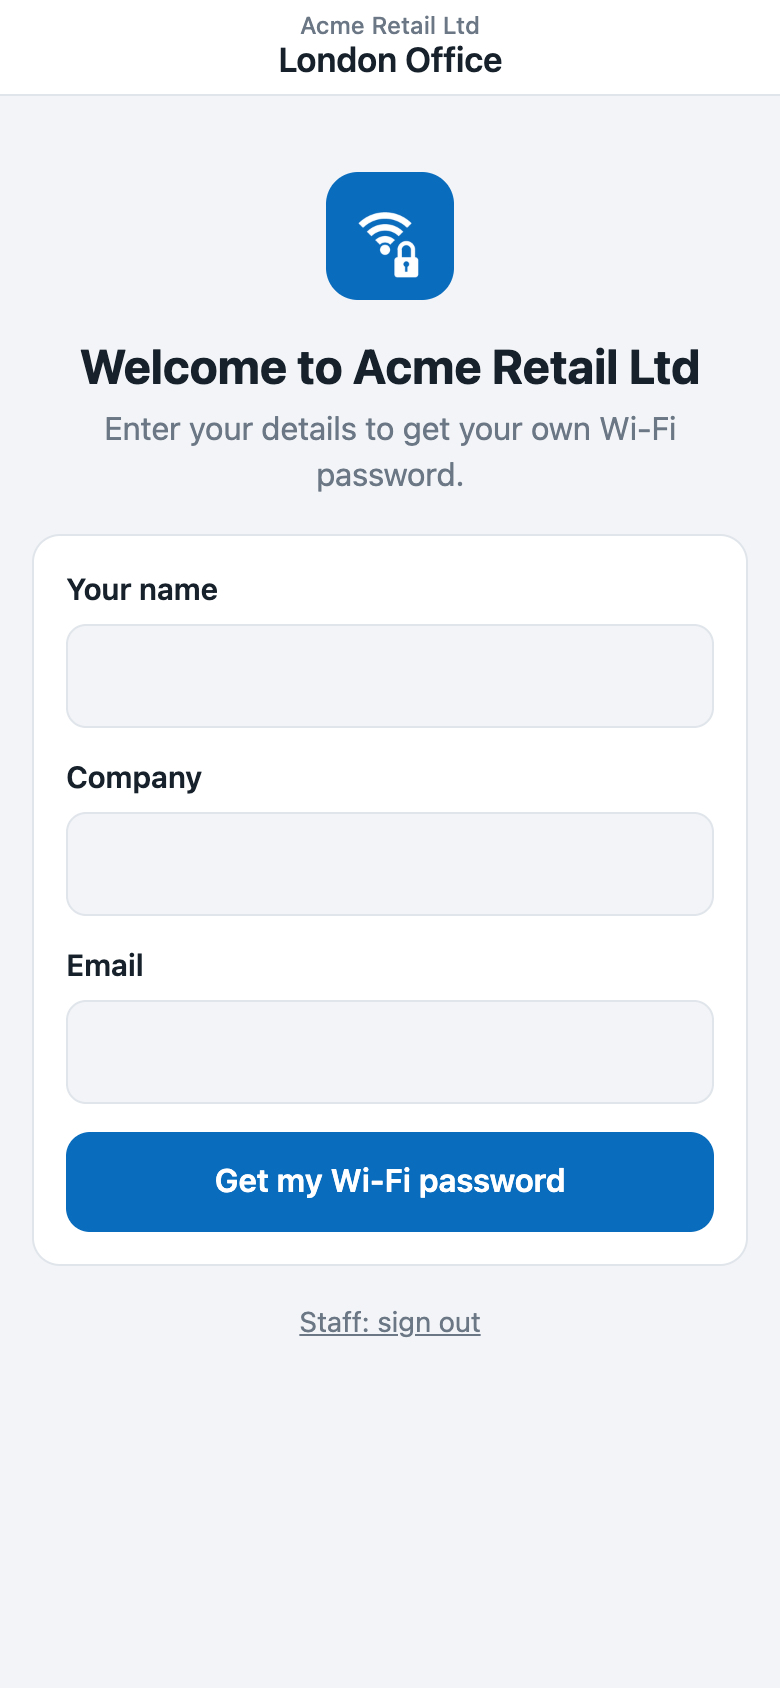 Acme Retail Ltd
London Office
Welcome to Acme Retail Ltd
Enter your details to get your own Wi-Fi
password.
Your name
Company
Email
Get my Wi-Fi password
Staff: sign out